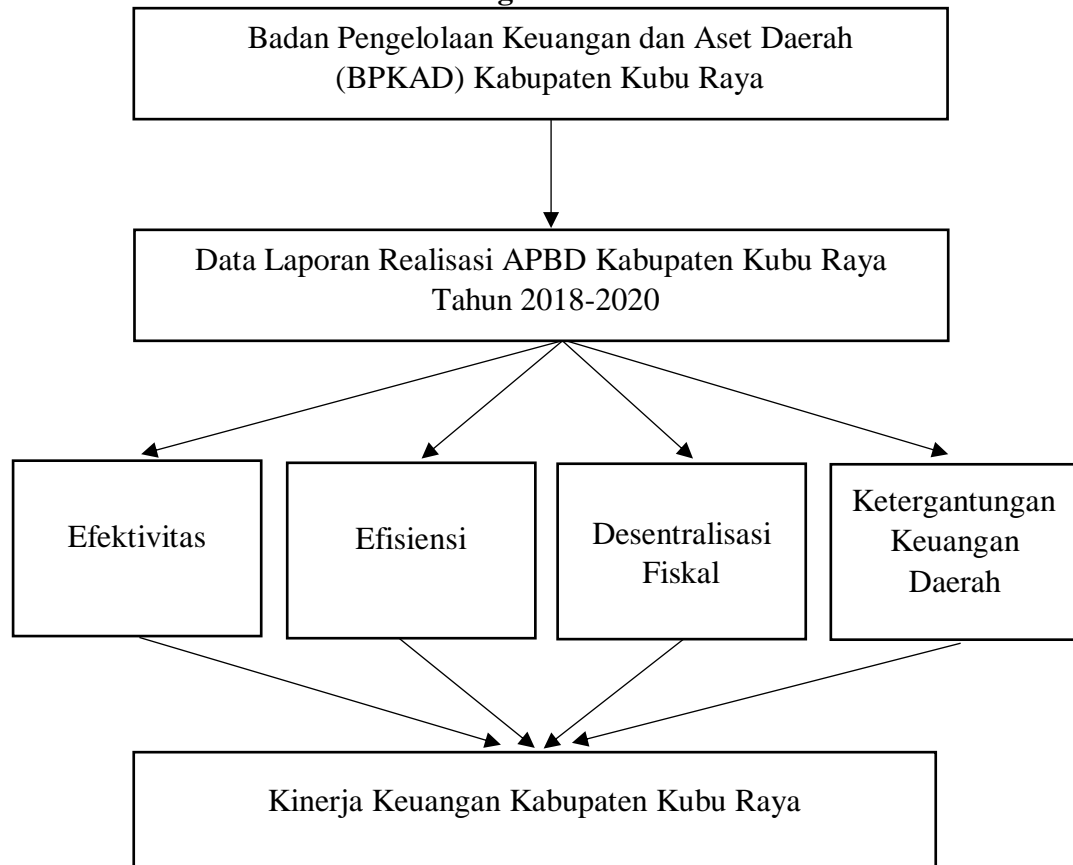 Badan Pengelolaan Keuangan dan Aset Daerah
(BPKAD) Kabupaten Kubu Raya
Data Laporan Realisasi APBD Kabupaten Kubu Raya
Tahun 2018-2020
Efektivitas
Efisiensi
Desentralisasi
Fiskal
Ketergantungan
Keuangan
Daerah
Kinerja Keuangan Kabupaten Kubu Raya